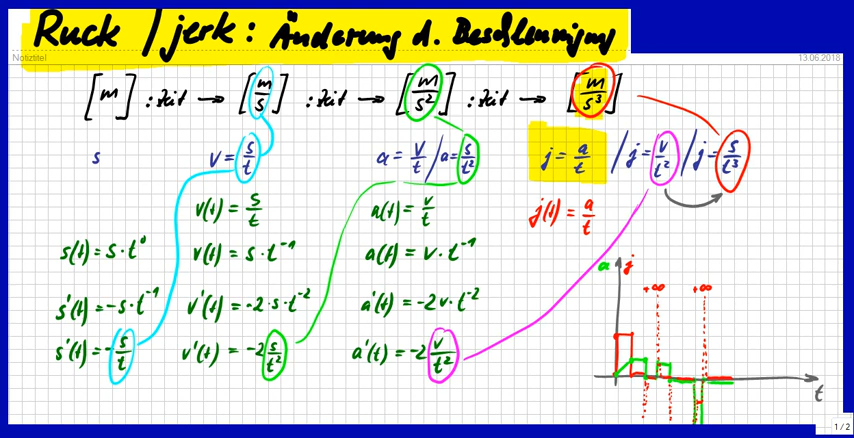 Ruck / jerk : Änderung d. Beschleunigung
Notiztitel 13.06.2018
[m] : Zeit → [m/s] : Zeit → [m/s²] : Zeit → [m/s³]
s v = s/t a = v/t / a = s/t² j = a/t / j = v/t² / j = s/t³
v(t) = s/t a(t) = v/t j(t) = a/t
s(t) = s · t⁰ v(t) = s · t⁻¹ a(t) = v · t⁻¹
s'(t) = -s · t⁻¹ v'(t) = -2 · s · t⁻² a'(t) = -2v · t⁻²
s'(t) = -s/t v'(t) = -2 s/t² a'(t) = -2 v/t²
a j
+∞ +∞
t
1 / 2